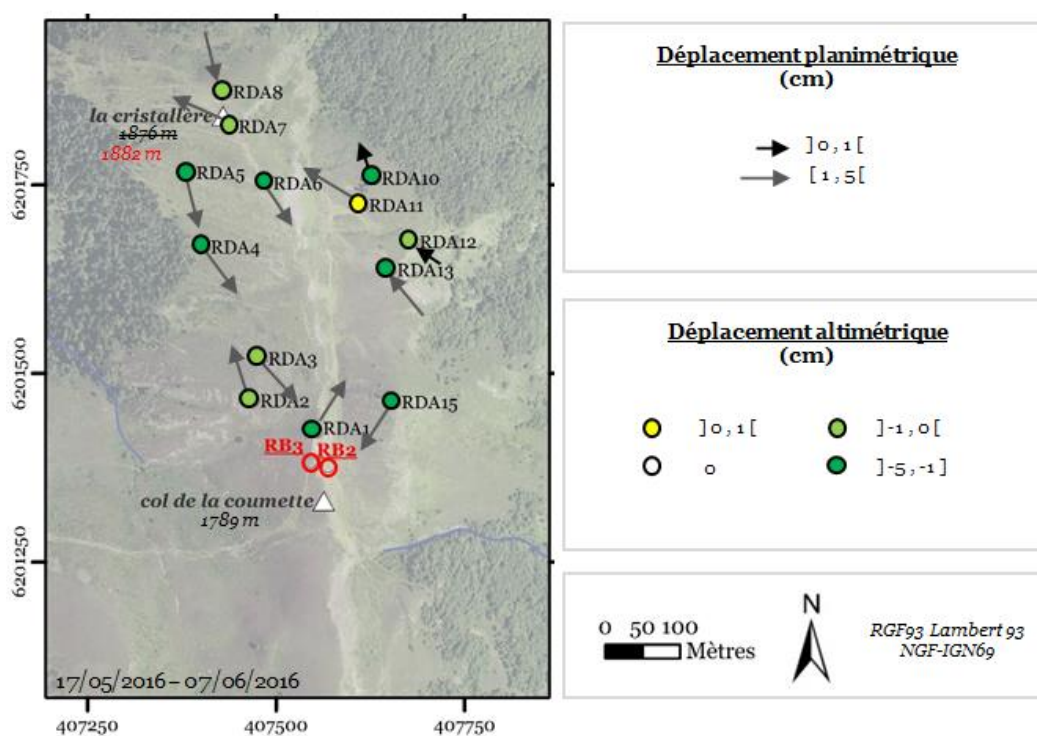 RDA8
la cristallère
RDA7
1876 m
1882 m
RDA5
RDA6
RDA10
RDA11
RDA4
RDA12
RDA13
RDA3
RDA2
RDA15
RDA1
RB3
RB2
col de la coumette
1789 m
17/05/2016 – 07/06/2016
6201750
6201500
6201250
407250
407500
407750
Déplacement planimétrique
(cm)
]0,1[
[1,5[
Déplacement altimétrique
(cm)
]0,1[
]-1,0[
0
]-5,-1]
0 50 100
Mètres
N
RGF93 Lambert 93
NGF-IGN69